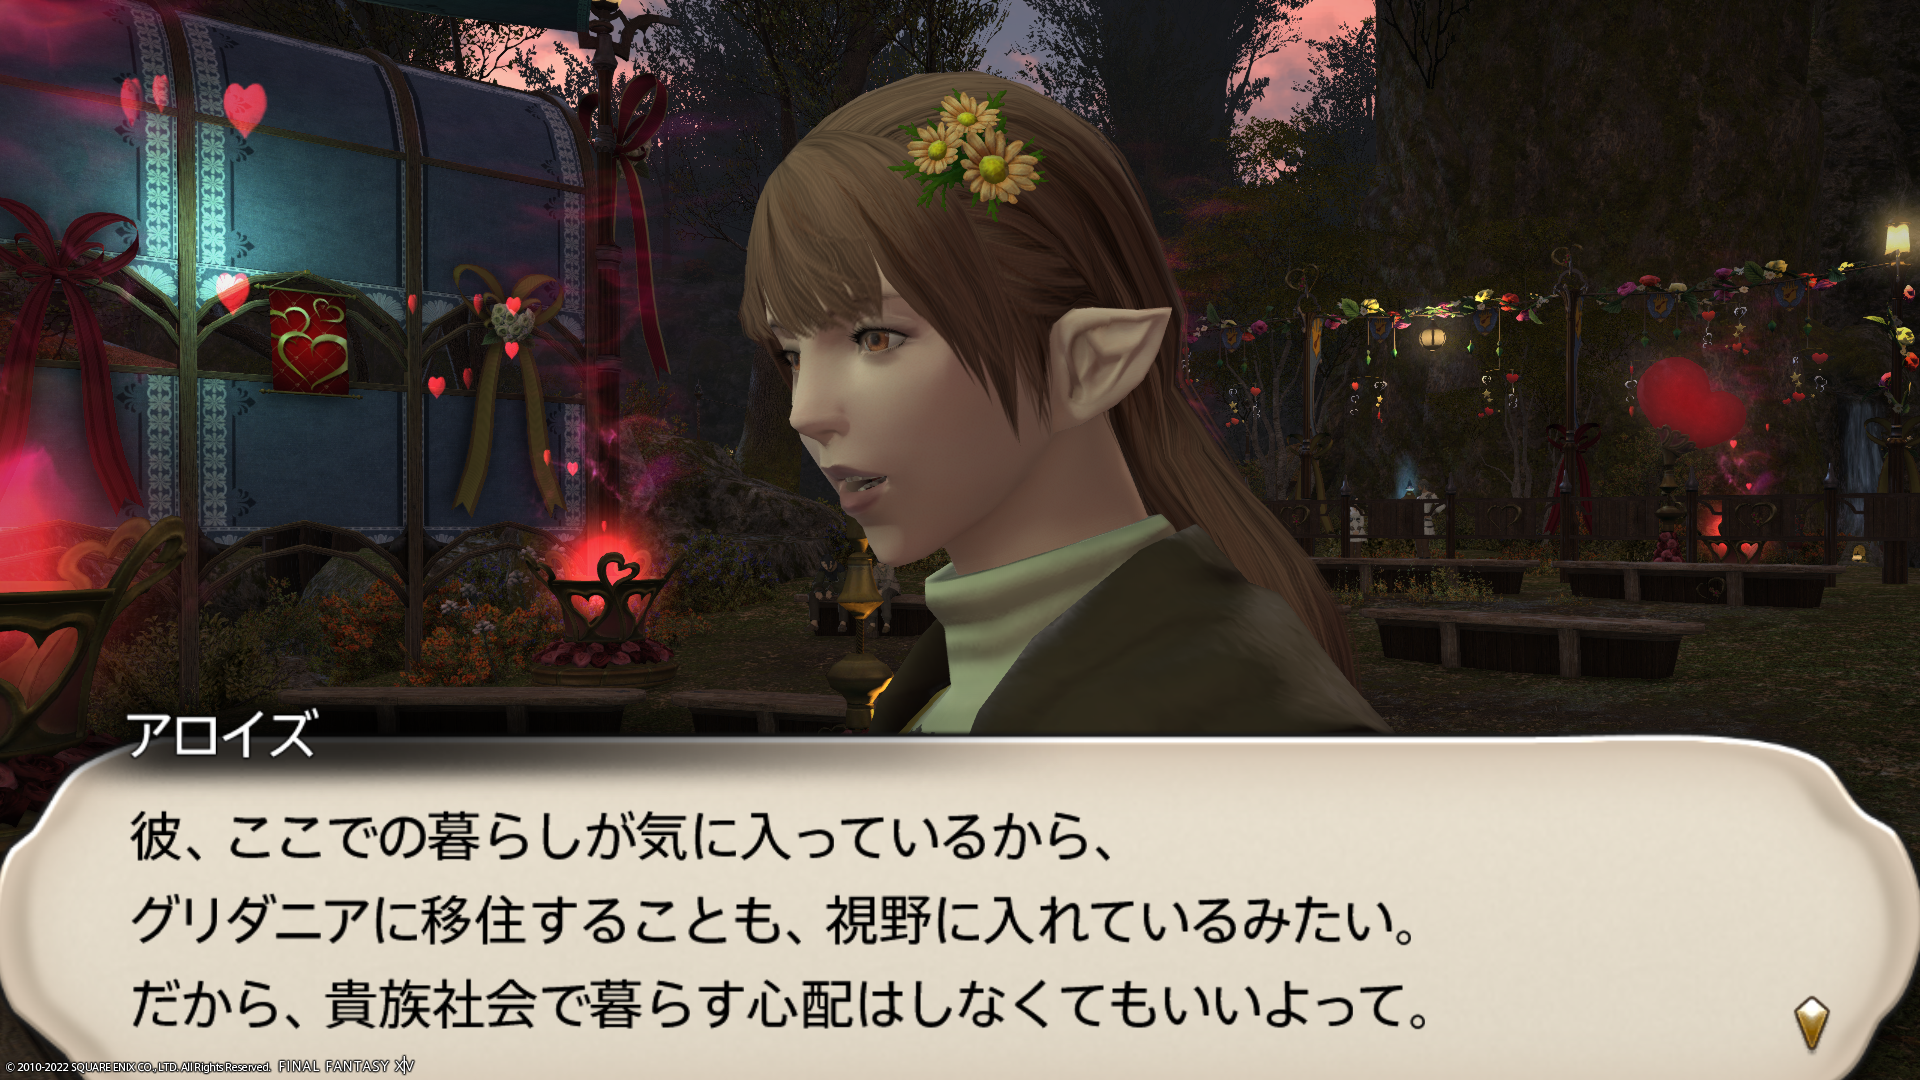 アロイズ
彼、ここでの暮らしが気に入っているから、
グリダニアに移住することも、視野に入れているみたい。
だから、貴族社会で暮らす心配はしなくてもいいよって。
© 2010-2022 SQUARE ENIX CO., LTD. All Rights Reserved. FINAL FANTASY XIV